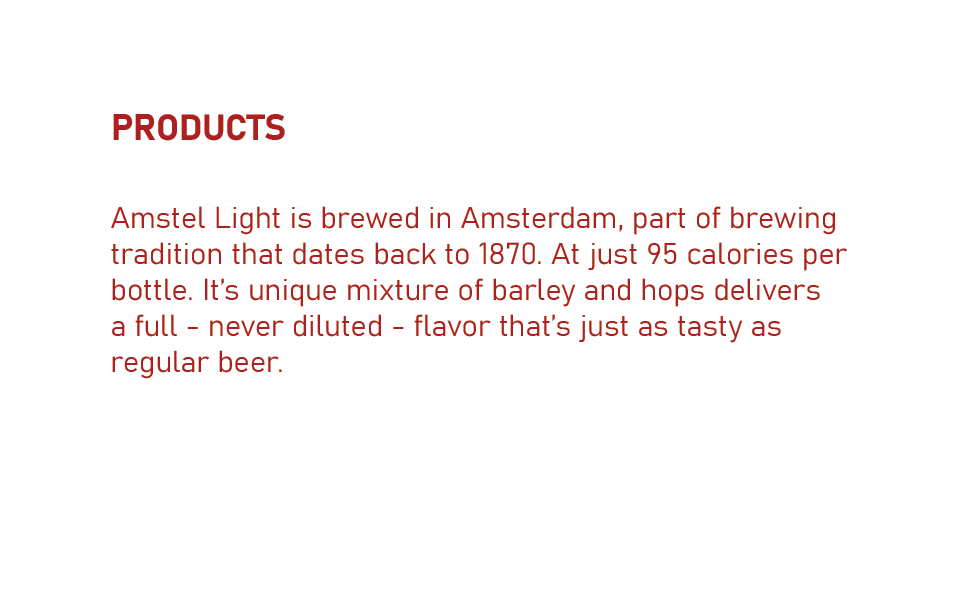 PRODUCTS
Amstel Light is brewed in Amsterdam, part of brewing
tradition that dates back to 1870. At just 95 calories per
bottle. It’s unique mixture of barley and hops delivers
a full - never diluted - flavor that’s just as tasty as
regular beer.